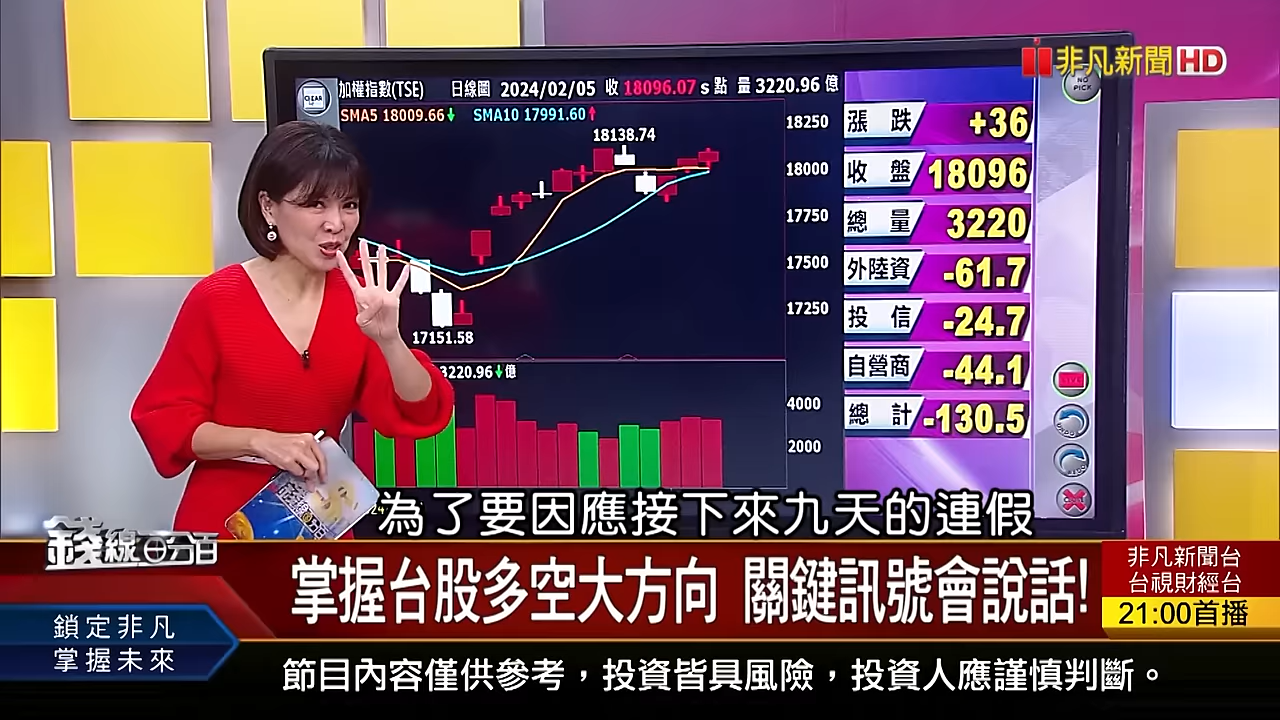 非凡新聞HD
NO PICK
CLEAR
加權指數(TSE) 日線圖 2024/02/05 收 18096.07 s 點 量 3220.96 億
SMA5 18009.66↓ SMA10 17991.60↑
18138.74
17151.58
18250
18000
17750
17500
17250
3220.96↓億
4000
2000
漲跌 +36
收盤 18096
總量 3220
外陸資 -61.7
投信 -24.7
自營商 -44.1
總計 -130.5
LIVE
為了要因應接下來九天的連假
錢線百分百
掌握台股多空大方向 關鍵訊號會說話!
非凡新聞台
台視財經台
21:00首播
鎖定非凡
掌握未來
節目內容僅供參考，投資皆具風險，投資人應謹慎判斷。